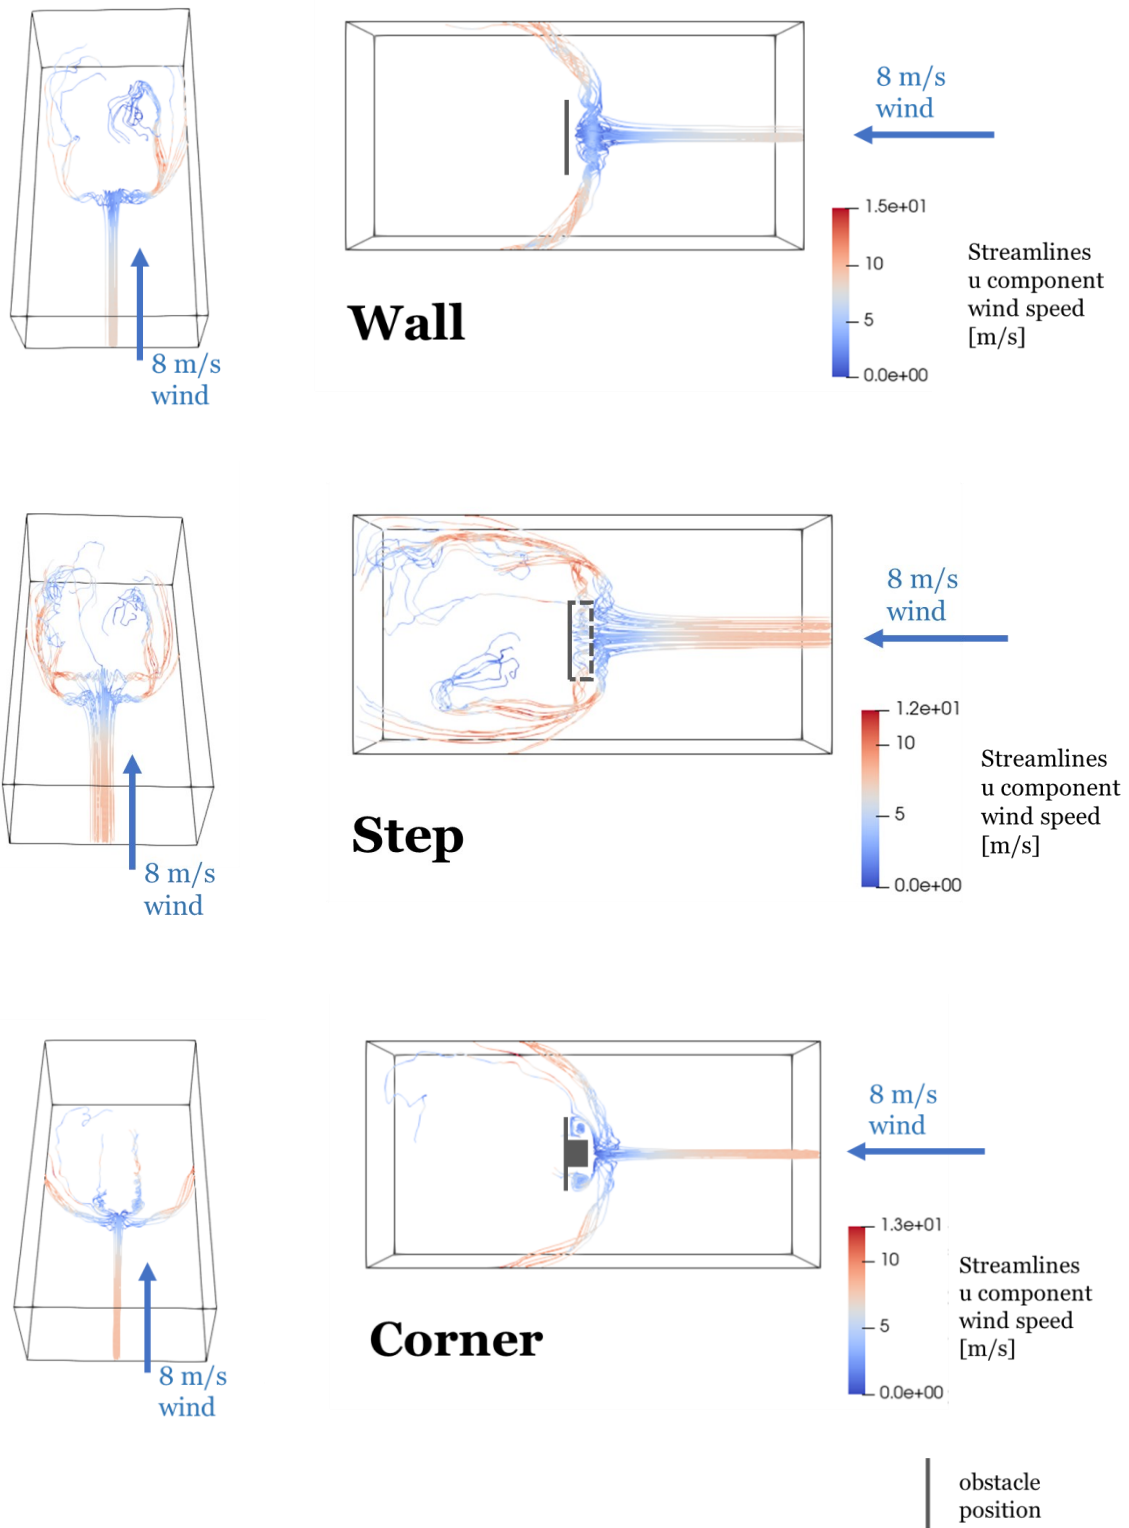 8 m/s
wind
8 m/s
wind
Wall
1.5e+01
10
5
0.0e+00
Streamlines
u component
wind speed
[m/s]
8 m/s
wind
8 m/s
wind
Step
1.2e+01
10
5
0.0e+00
Streamlines
u component
wind speed
[m/s]
8 m/s
wind
8 m/s
wind
Corner
1.3e+01
10
5
0.0e+00
Streamlines
u component
wind speed
[m/s]
obstacle
position